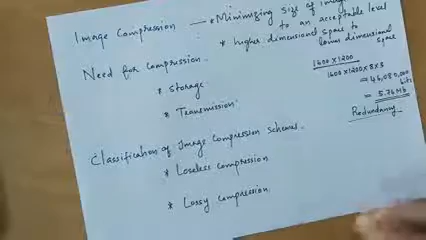 Image Compression — * Minimizing size of imag
to an acceptable level
* higher dimensional space to
lower dimensional
space
Need for compression.
* Storage
* Transmission.
1600 X 1200
1600 X 1200 X 8 X 3
= 46,080,000
bits
= 5.76 Mb
Redundancy
Classification of Image Compression Schemes.
* Loseless compression
* Lossy compression